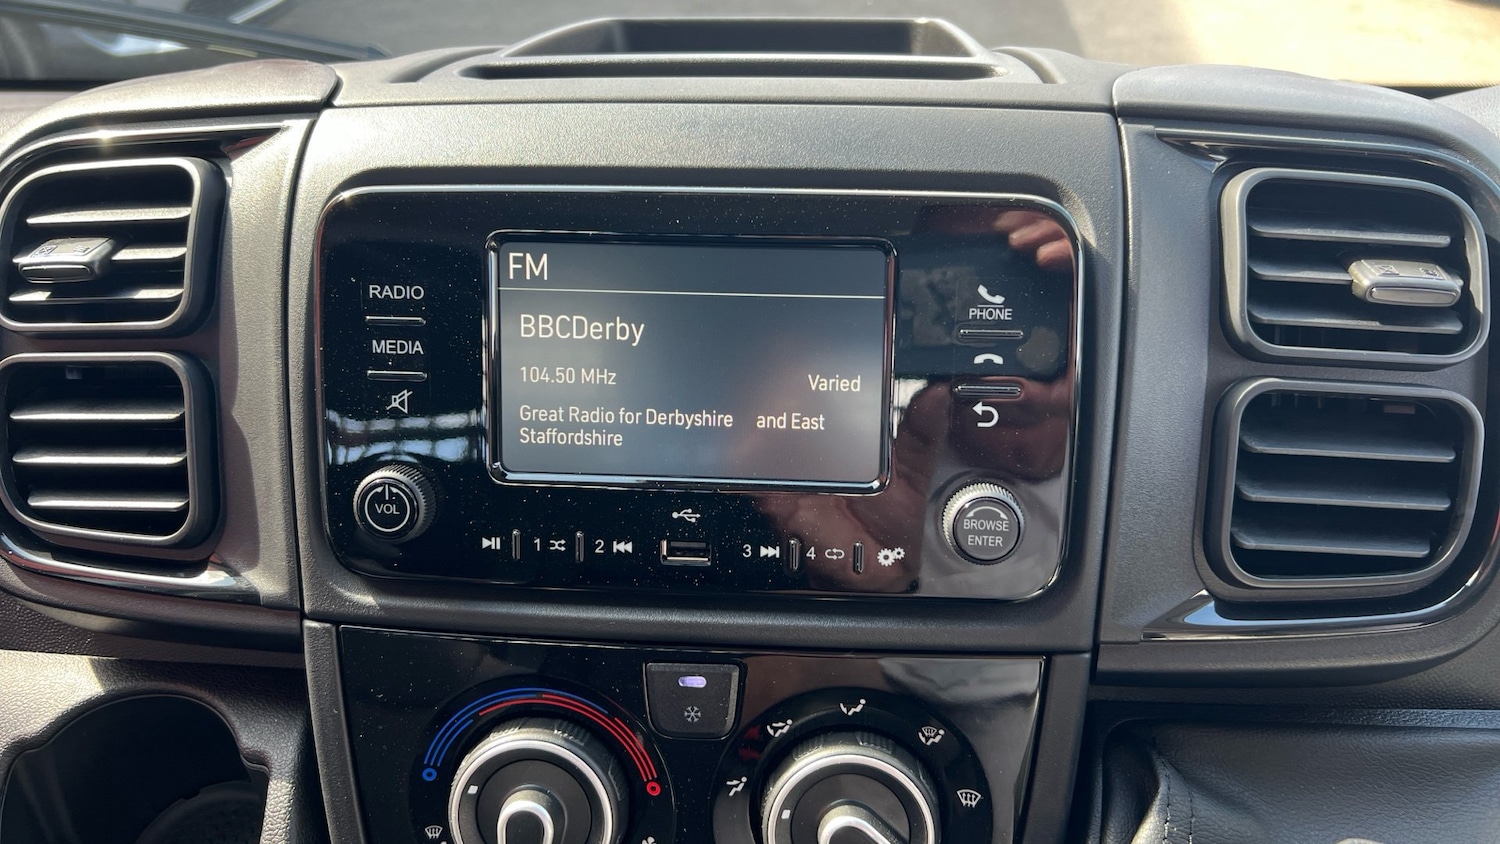 FM
RADIO
BBCDerby
PHONE
MEDIA
104.50 MHz
Varied
Great Radio for Derbyshire and East
Staffordshire
VOL
BROWSE
ENTER
1
2
3
4